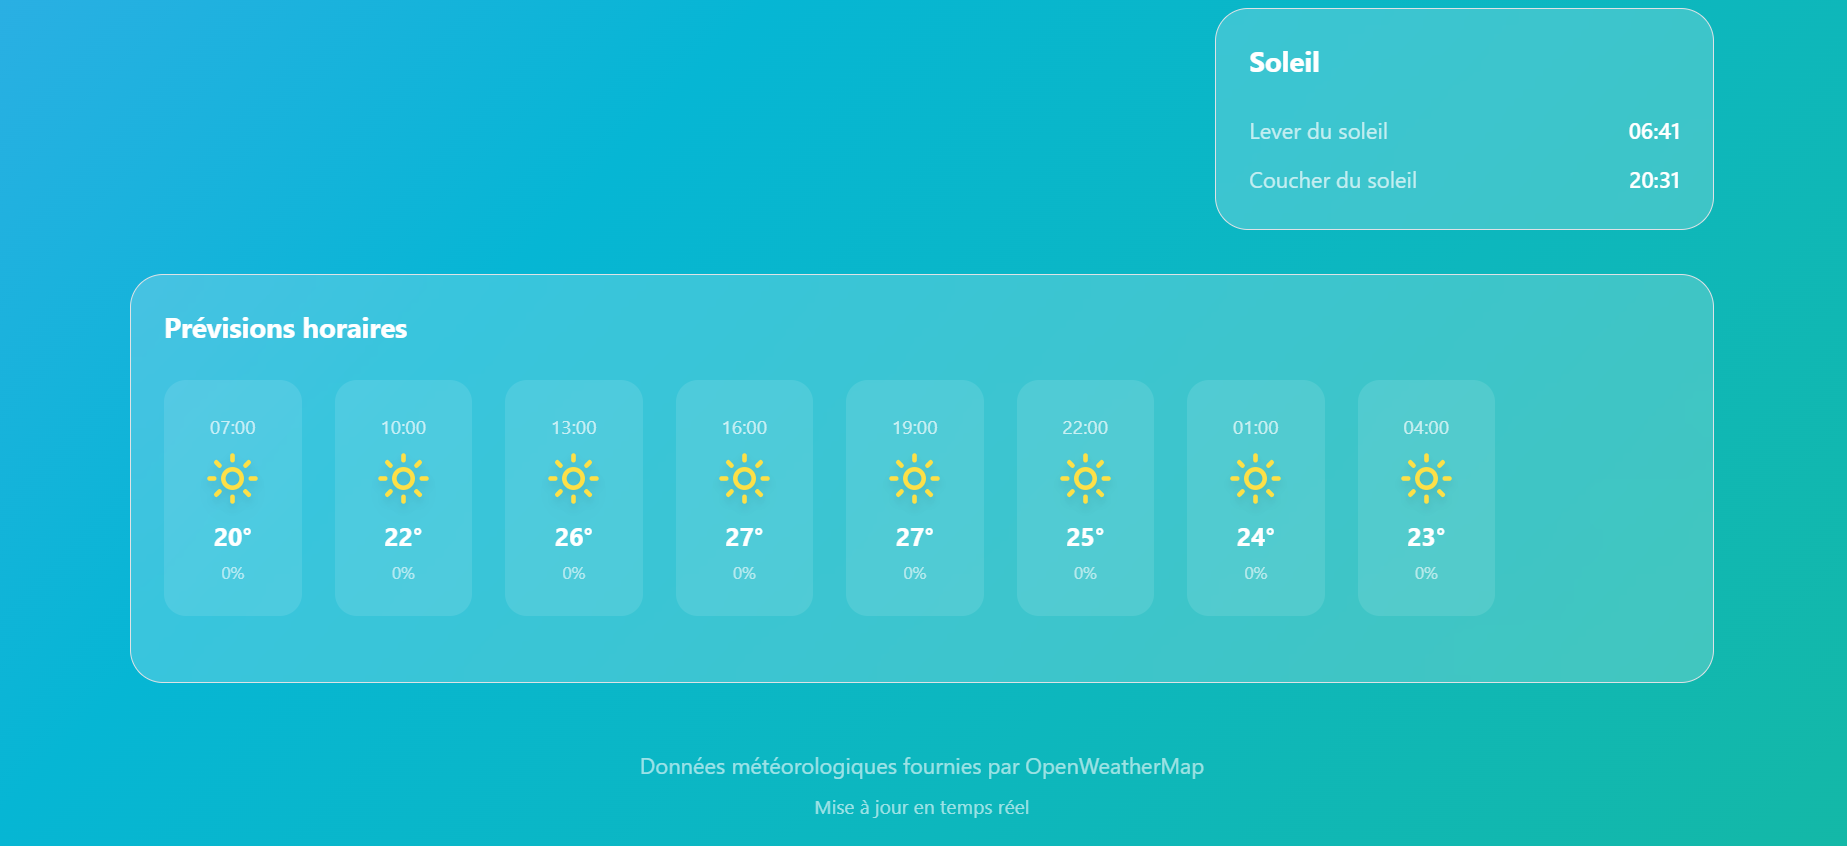 Soleil
Lever du soleil 06:41
Coucher du soleil 20:31
Prévisions horaires
07:00 10:00 13:00 16:00 19:00 22:00 01:00 04:00
20° 22° 26° 27° 27° 25° 24° 23°
0% 0% 0% 0% 0% 0% 0% 0%
Données météorologiques fournies par OpenWeatherMap
Mise à jour en temps réel